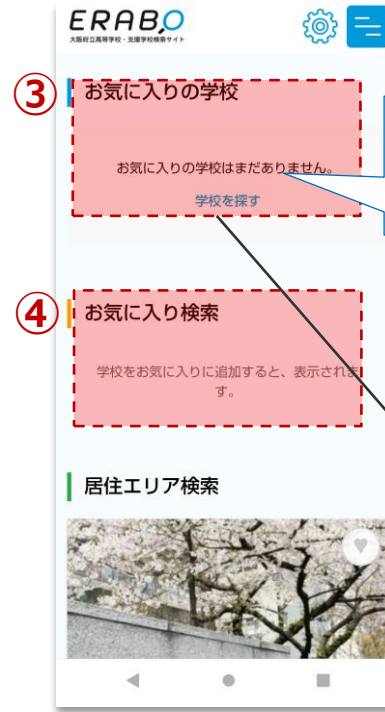 ERABO
大阪府立高等学校・支援学校検索サイト
③
お気に入りの学校
お気に入りの学校はまだありません。
学校を探す
④
お気に入り検索
学校をお気に入りに追加すると、表示されま
す。
居住エリア検索